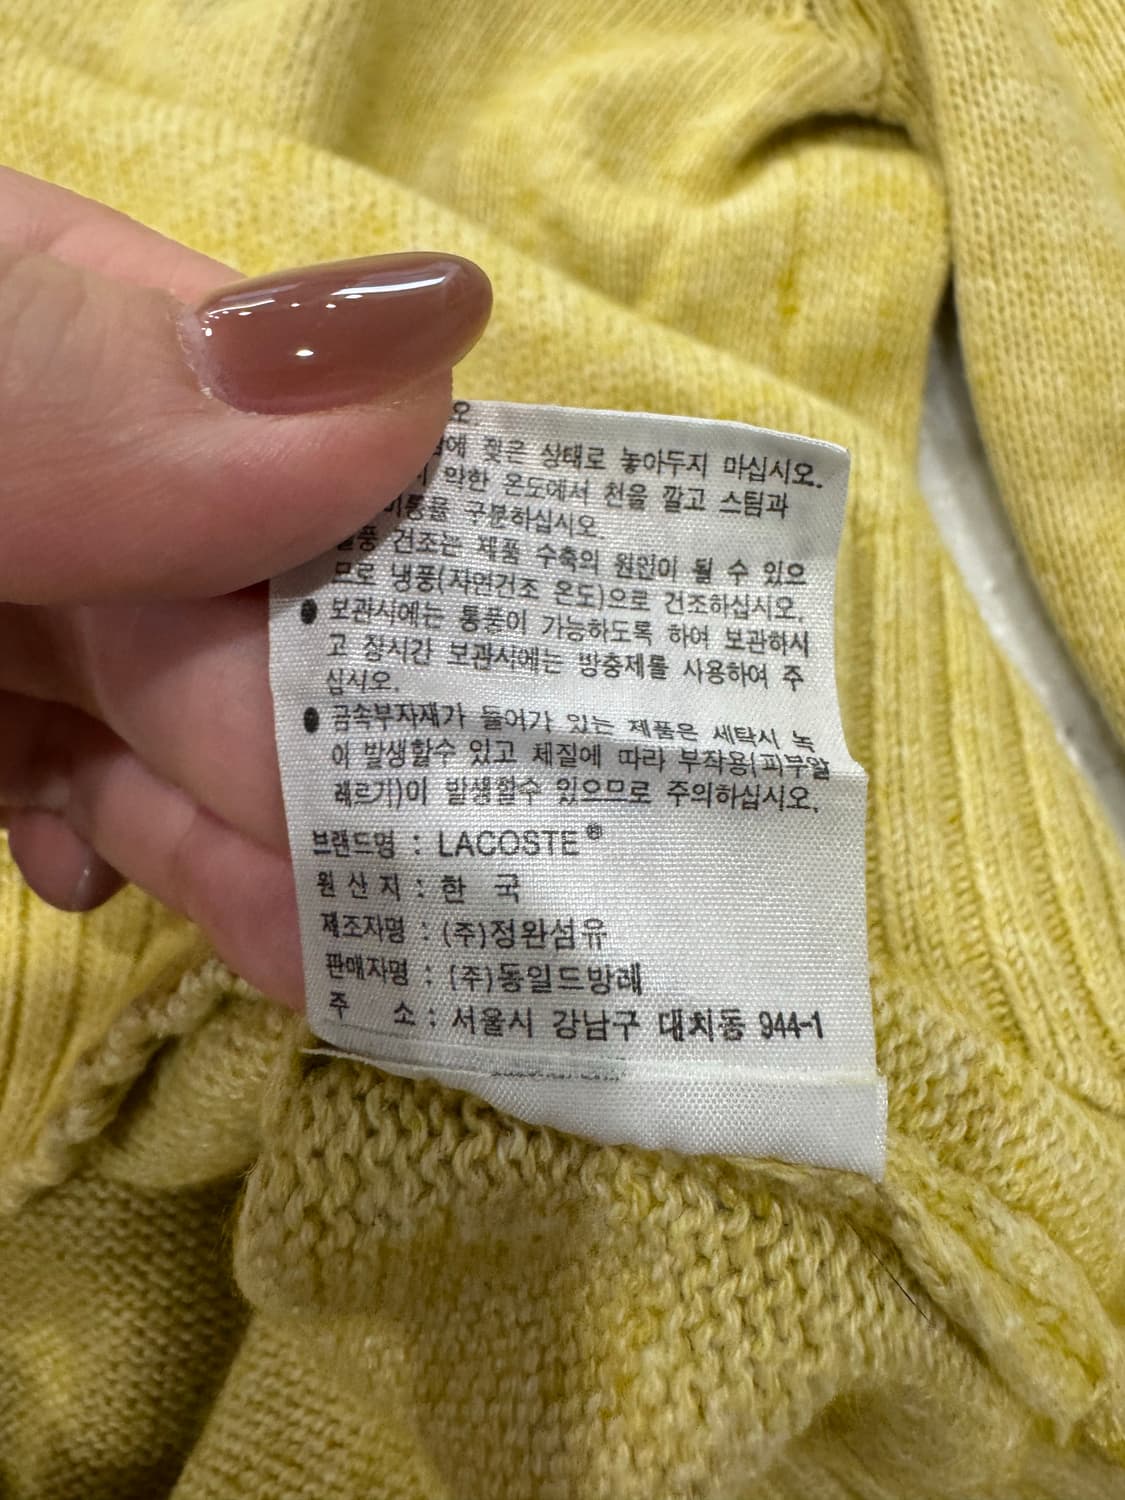 오.
에 젖은 상태로 놓아두지 마십시오.
약한 온도에서 천을 깔고 스팀과
구분하십시오.
건조는 제품 수축의 원인이 될 수 있으
므로 냉풍(자연건조 온도)으로 건조하십시오.
● 보관시에는 통풍이 가능하도록 하여 보관하시
고 장시간 보관시에는 방충제를 사용하여 주
십시오.
● 금속부자재가 들어가 있는 제품은 세탁시 녹
이 발생할수 있고 체질에 따라 부작용(피부알
레르기)이 발생할수 있으므로 주의하십시오.
브랜드명 : LACOSTE®
원 산 지 : 한 국
제조자명 : (주)정완섬유
판매자명 : (주)동일드방레
주 소 : 서울시 강남구 대치동 944-1